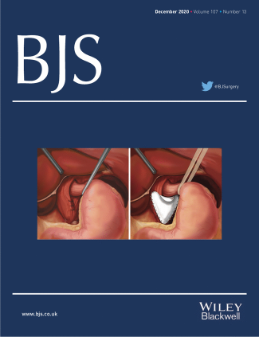 December 2020 • Volume 107 • Number 13
BJS
@BJSurgery
www.bjs.co.uk
WILEY
Blackwell